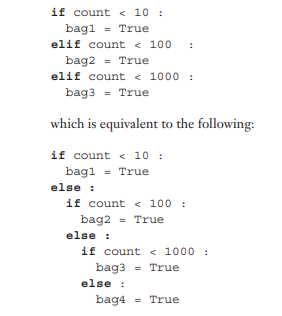 if count < 10 :
  bag1 = True
elif count < 100  :
  bag2 = True
elif count < 1000 :
  bag3 = True
which is equivalent to the following:
if count < 10 :
  bag1 = True
else :
  if count < 100 :
    bag2 = True
  else :
    if count < 1000 :
      bag3 = True
    else :
      bag4 = True